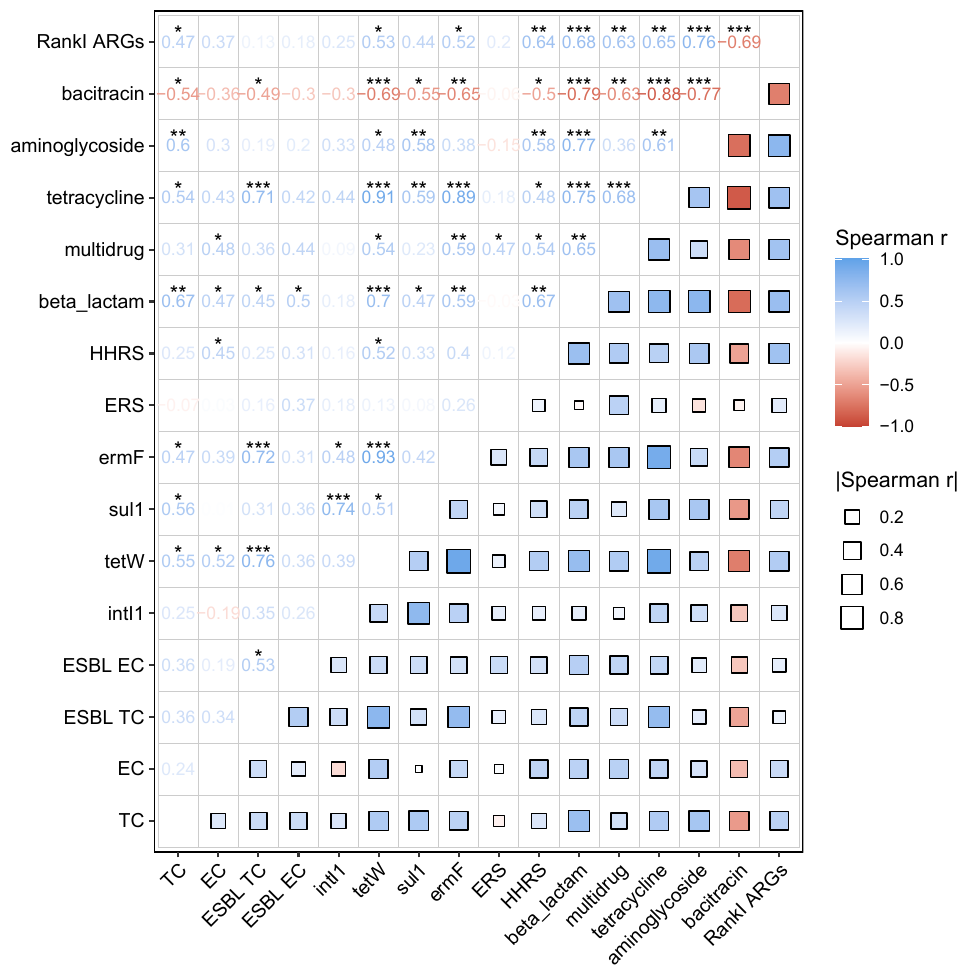 * * * ** *** ** ** *** ***
RankI ARGs 0.47 0.37 0.13 0.18 0.25 0.53 0.44 0.52 0.2 0.64 0.68 0.63 0.65 0.76 −0.69
* * *** * ** * *** ** *** ***
bacitracin −0.54 −0.36 −0.49 −0.3 −0.3 −0.69 −0.55 −0.65 −0.5 −0.79 −0.63 −0.88 −0.77
** * ** ** *** **
aminoglycoside 0.6 0.3 0.19 0.2 0.33 0.48 0.58 0.38 −0.15 0.58 0.77 0.36 0.61
* *** *** ** *** * *** ***
tetracycline 0.54 0.43 0.71 0.42 0.44 0.91 0.59 0.89 0.18 0.48 0.75 0.68
* * ** * * **
multidrug 0.31 0.48 0.36 0.44 0.09 0.54 0.23 0.59 0.47 0.54 0.65
** * * * *** * ** **
beta_lactam 0.67 0.47 0.45 0.5 0.18 0.7 0.47 0.59 0.67
* *
HHRS 0.25 0.45 0.25 0.31 0.16 0.52 0.33 0.4 0.12
ERS −0.07 0.16 0.37 0.18 0.13 0.08 0.26
* *** * ***
ermF 0.47 0.39 0.72 0.31 0.48 0.93 0.42
* *** *
sul1 0.56 0.31 0.36 0.74 0.51
* * ***
tetW 0.55 0.52 0.76 0.36 0.39
intI1 0.25 −0.19 0.35 0.26
*
ESBL EC 0.36 0.19 0.53
ESBL TC 0.36 0.34
EC 0.24
TC
TC EC ESBL TC ESBL EC intI1 tetW sul1 ermF ERS HHRS beta_lactam multidrug tetracycline aminoglycoside bacitracin RankI ARGs
Spearman r
1.0
0.5
0.0
−0.5
−1.0
|Spearman r|
0.2
0.4
0.6
0.8